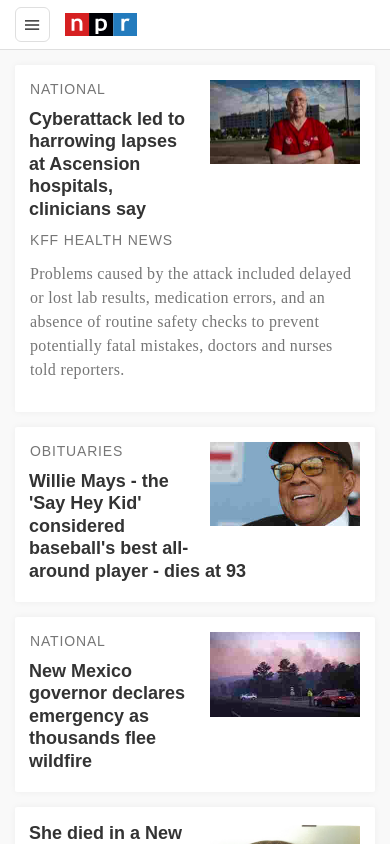 npr
NATIONAL
Cyberattack led to
harrowing lapses
at Ascension
hospitals,
clinicians say
KFF HEALTH NEWS
Problems caused by the attack included delayed
or lost lab results, medication errors, and an
absence of routine safety checks to prevent
potentially fatal mistakes, doctors and nurses
told reporters.
OBITUARIES
Willie Mays - the
'Say Hey Kid'
considered
baseball's best all-
around player - dies at 93
NATIONAL
New Mexico
governor declares
emergency as
thousands flee
wildfire
She died in a New